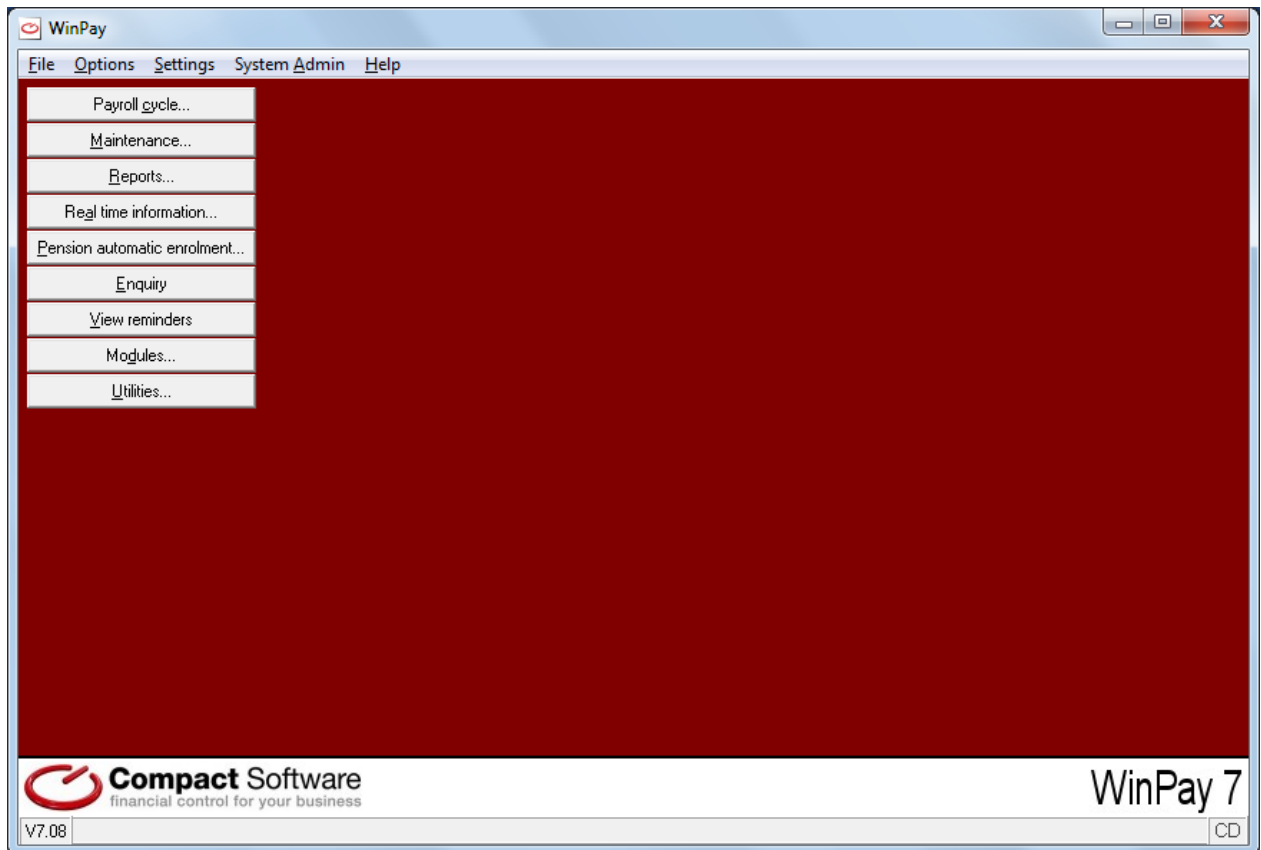 WinPay
File Options Settings System Admin Help
Payroll cycle...
Maintenance...
Reports...
Real time information...
Pension automatic enrolment...
Enquiry
View reminders
Modules...
Utilities...
Compact Software
financial control for your business
WinPay 7
V7.08
CD